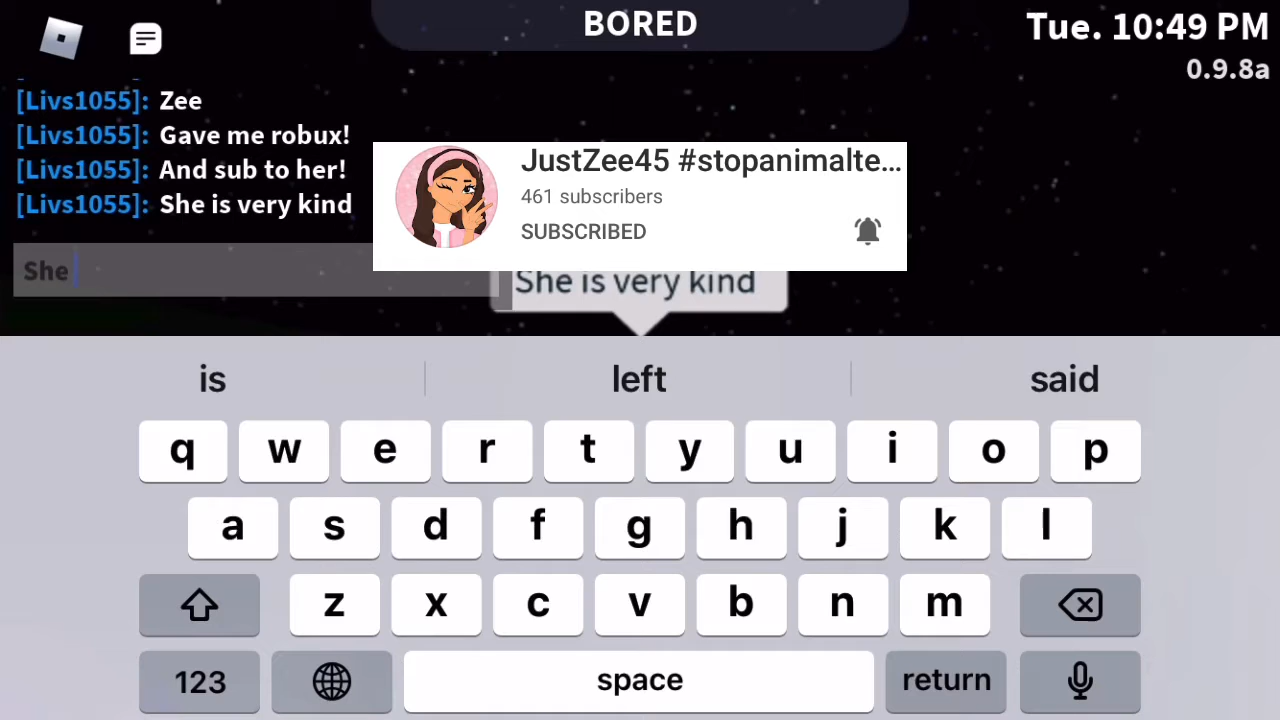 BORED
Tue. 10:49 PM
0.9.8a
[Livs1055]: Zee
[Livs1055]: Gave me robux!
[Livs1055]: And sub to her!
[Livs1055]: She is very kind
She
JustZee45 #stopanimalte...
461 subscribers
SUBSCRIBED
She is very kind
is left said
q w e r t y u i o p
a s d f g h j k l
z x c v b n m
123 space return